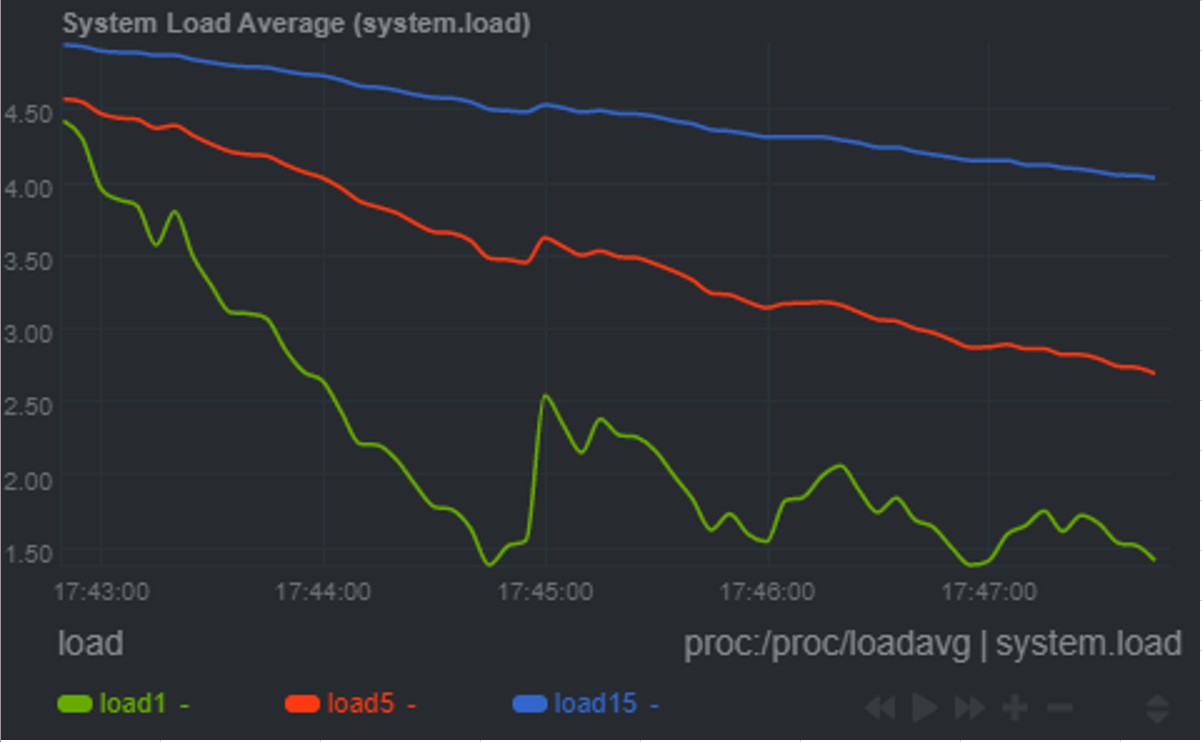 System Load Average (system.load)
4.50
4.00
3.50
3.00
2.50
2.00
1.50
17:43:00 17:44:00 17:45:00 17:46:00 17:47:00
load proc:/proc/loadavg | system.load
load1 - load5 - load15 -